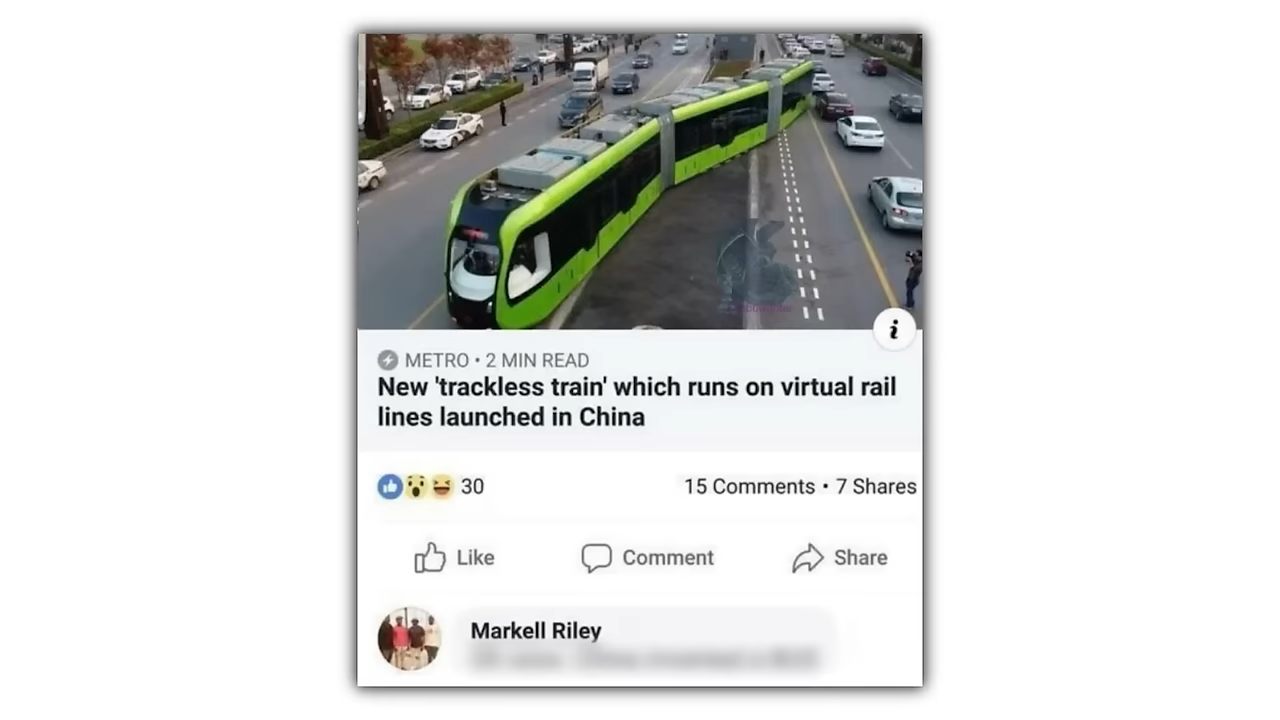 METRO • 2 MIN READ
New 'trackless train' which runs on virtual rail
lines launched in China
30
15 Comments • 7 Shares
Like
Comment
Share
Markell Riley